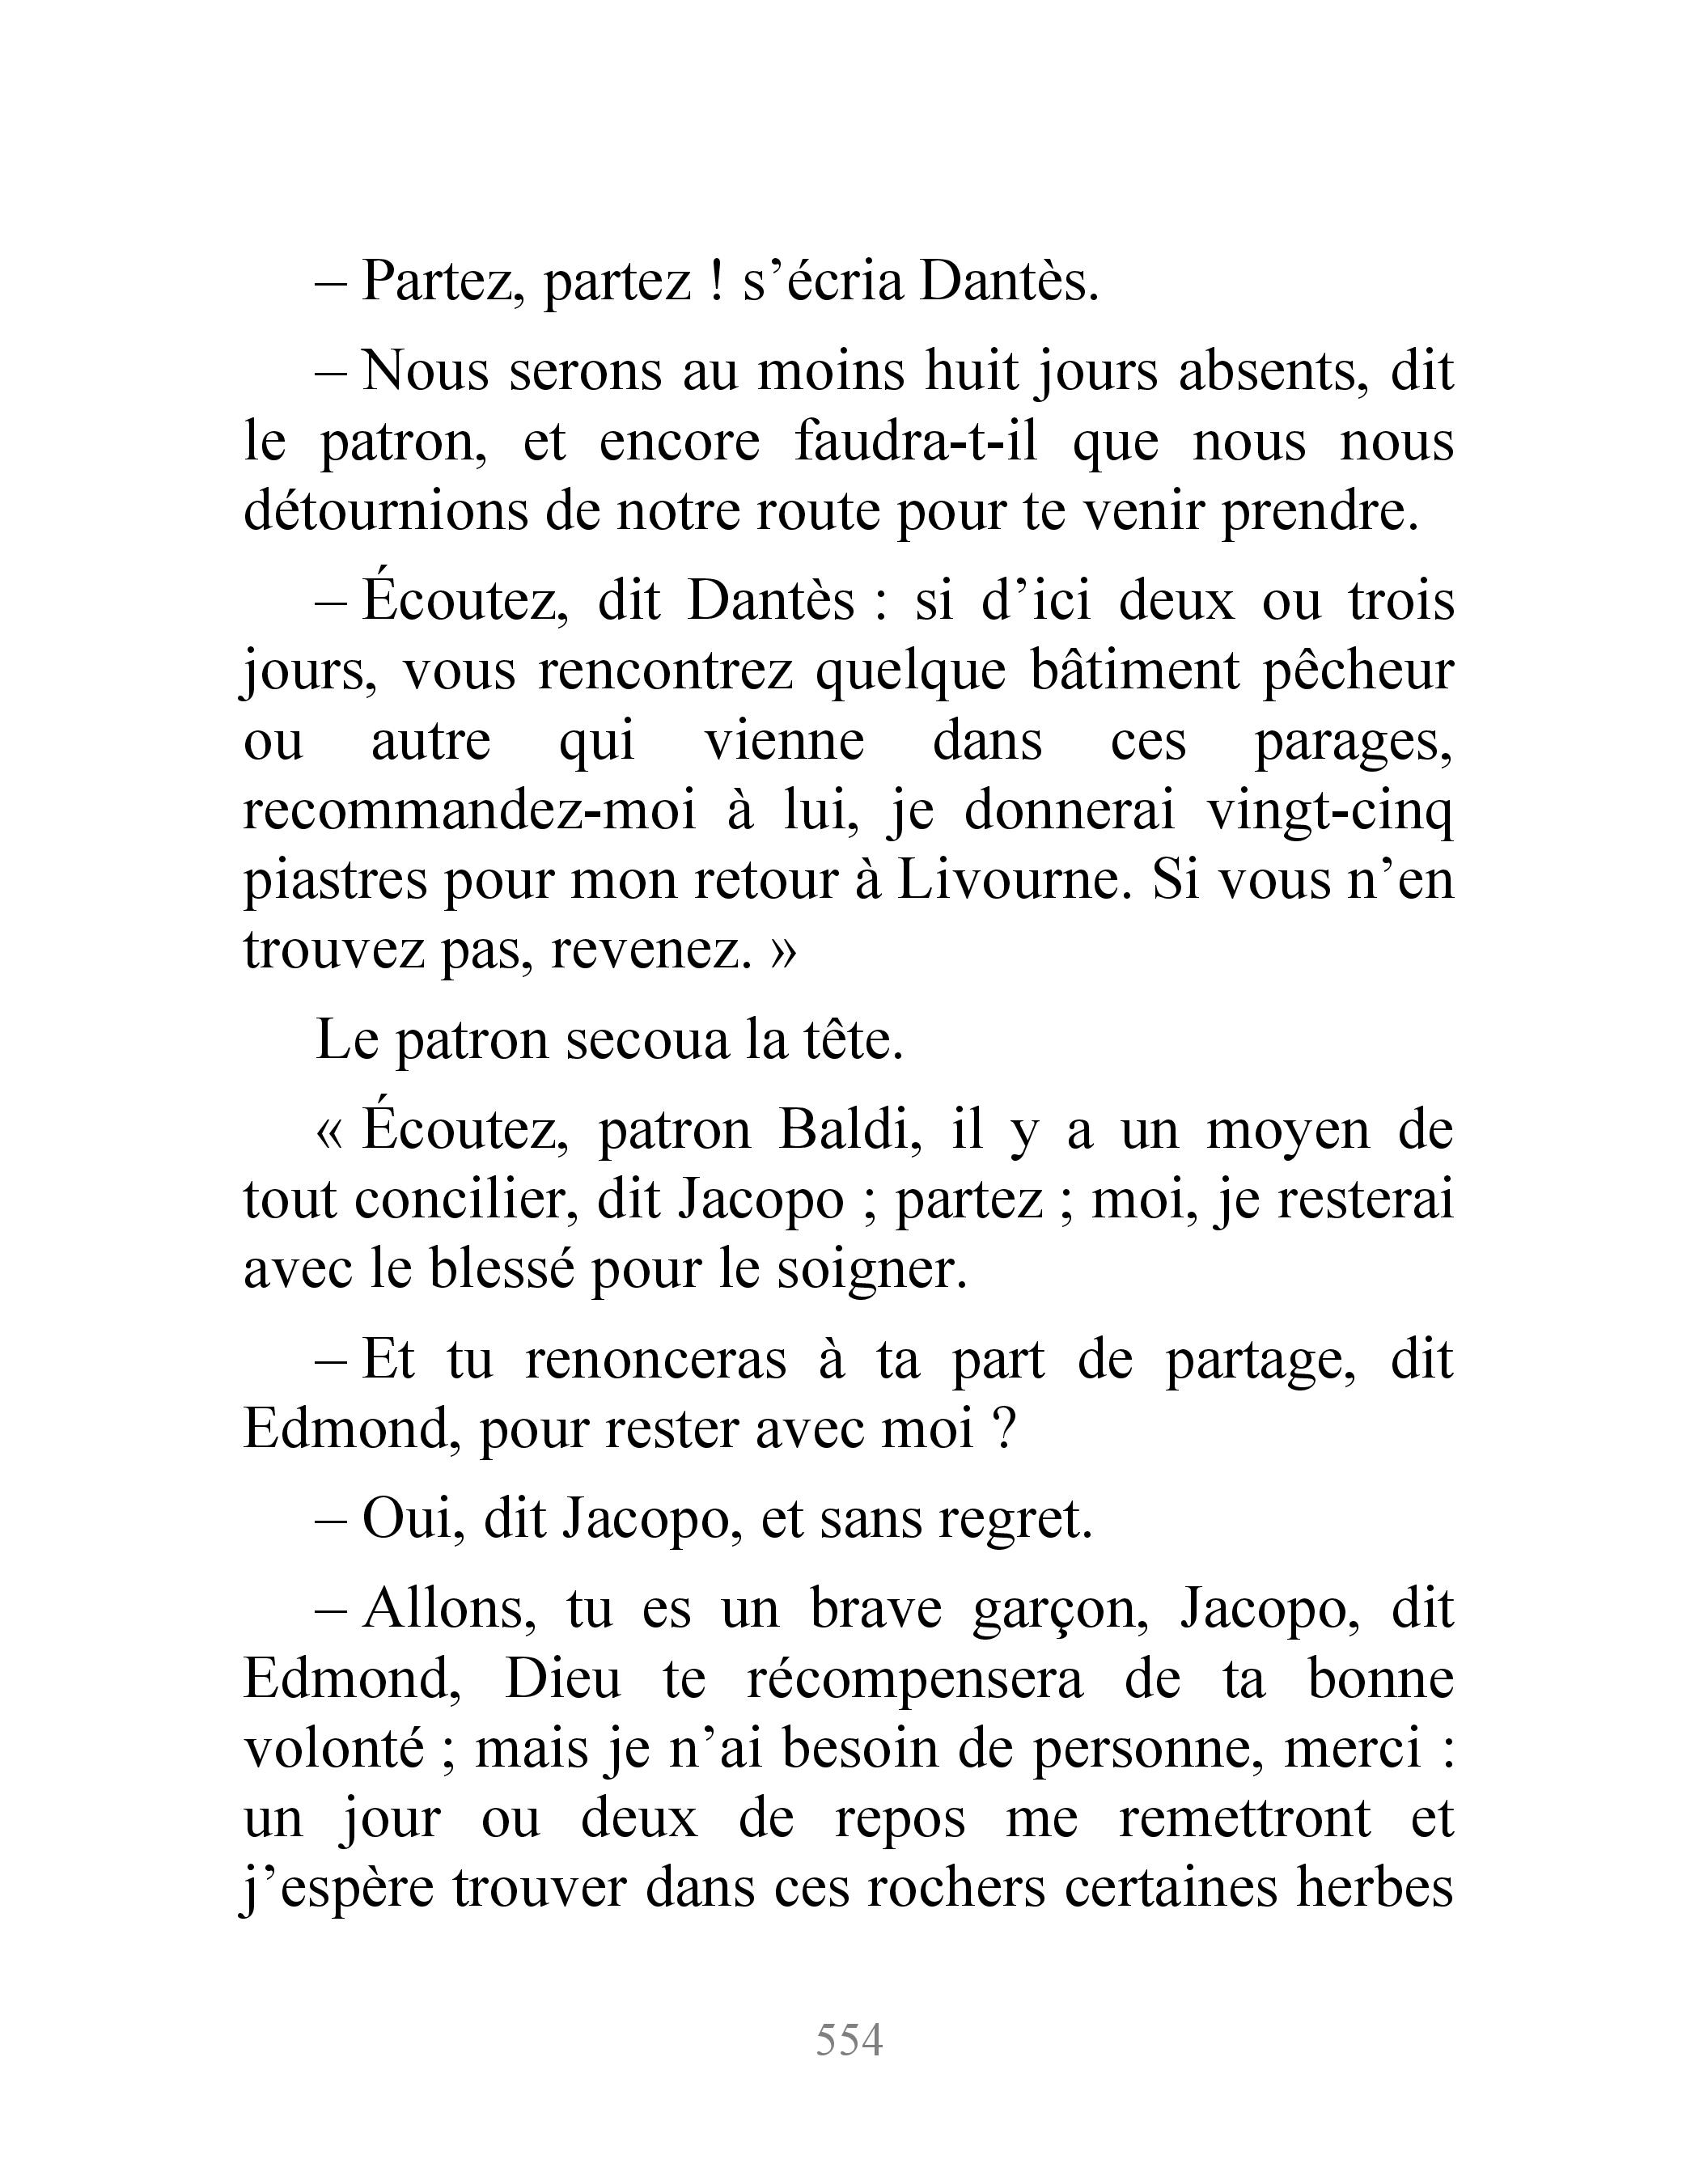 – Partez, partez ! s’écria Dantès.
– Nous serons au moins huit jours absents, dit
le patron, et encore faudra-t-il que nous nous
détournions de notre route pour te venir prendre.
– Écoutez, dit Dantès : si d’ici deux ou trois
jours, vous rencontrez quelque bâtiment pêcheur
ou autre qui vienne dans ces parages,
recommandez-moi à lui, je donnerai vingt-cinq
piastres pour mon retour à Livourne. Si vous n’en
trouvez pas, revenez. »
Le patron secoua la tête.
« Écoutez, patron Baldi, il y a un moyen de
tout concilier, dit Jacopo ; partez ; moi, je resterai
avec le blessé pour le soigner.
– Et tu renonceras à ta part de partage, dit
Edmond, pour rester avec moi ?
– Oui, dit Jacopo, et sans regret.
– Allons, tu es un brave garçon, Jacopo, dit
Edmond, Dieu te récompensera de ta bonne
volonté ; mais je n’ai besoin de personne, merci :
un jour ou deux de repos me remettront et
j’espère trouver dans ces rochers certaines herbes
554